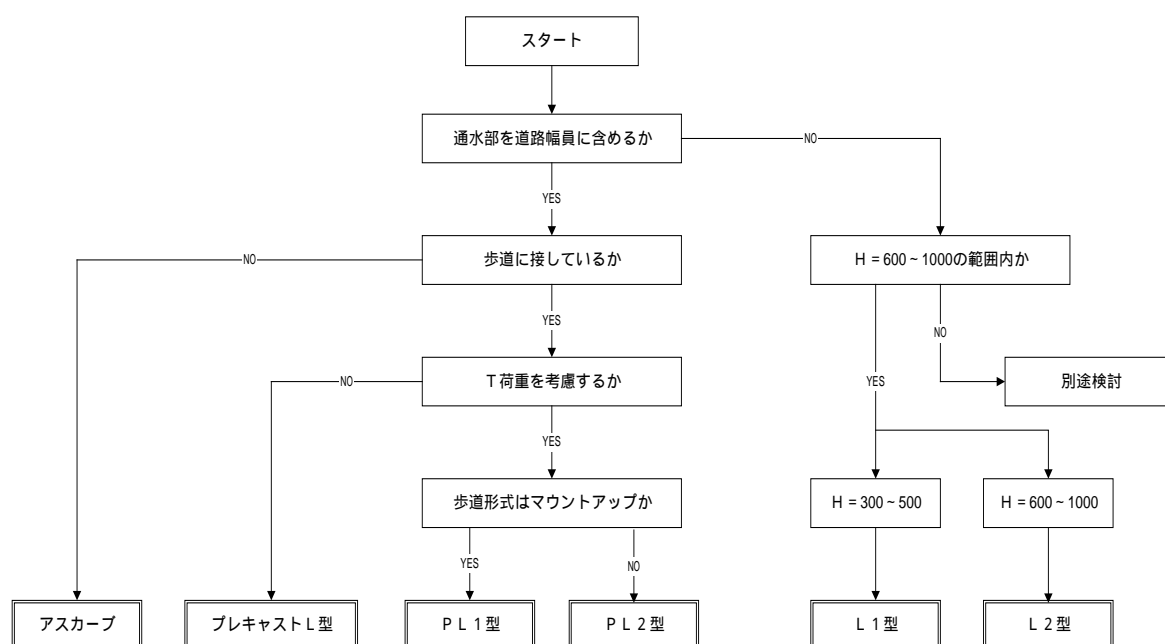 スタート
通水部を道路幅員に含めるか
NO
YES
歩道に接しているか
H=600~1000の範囲内か
NO
YES
NO
T荷重を考慮するか
別途検討
NO
YES
YES
歩道形式はマウントアップか
H=300~500
H=600~1000
YES
NO
アスカーブ
プレキャストL型
PL1型
PL2型
L1型
L2型